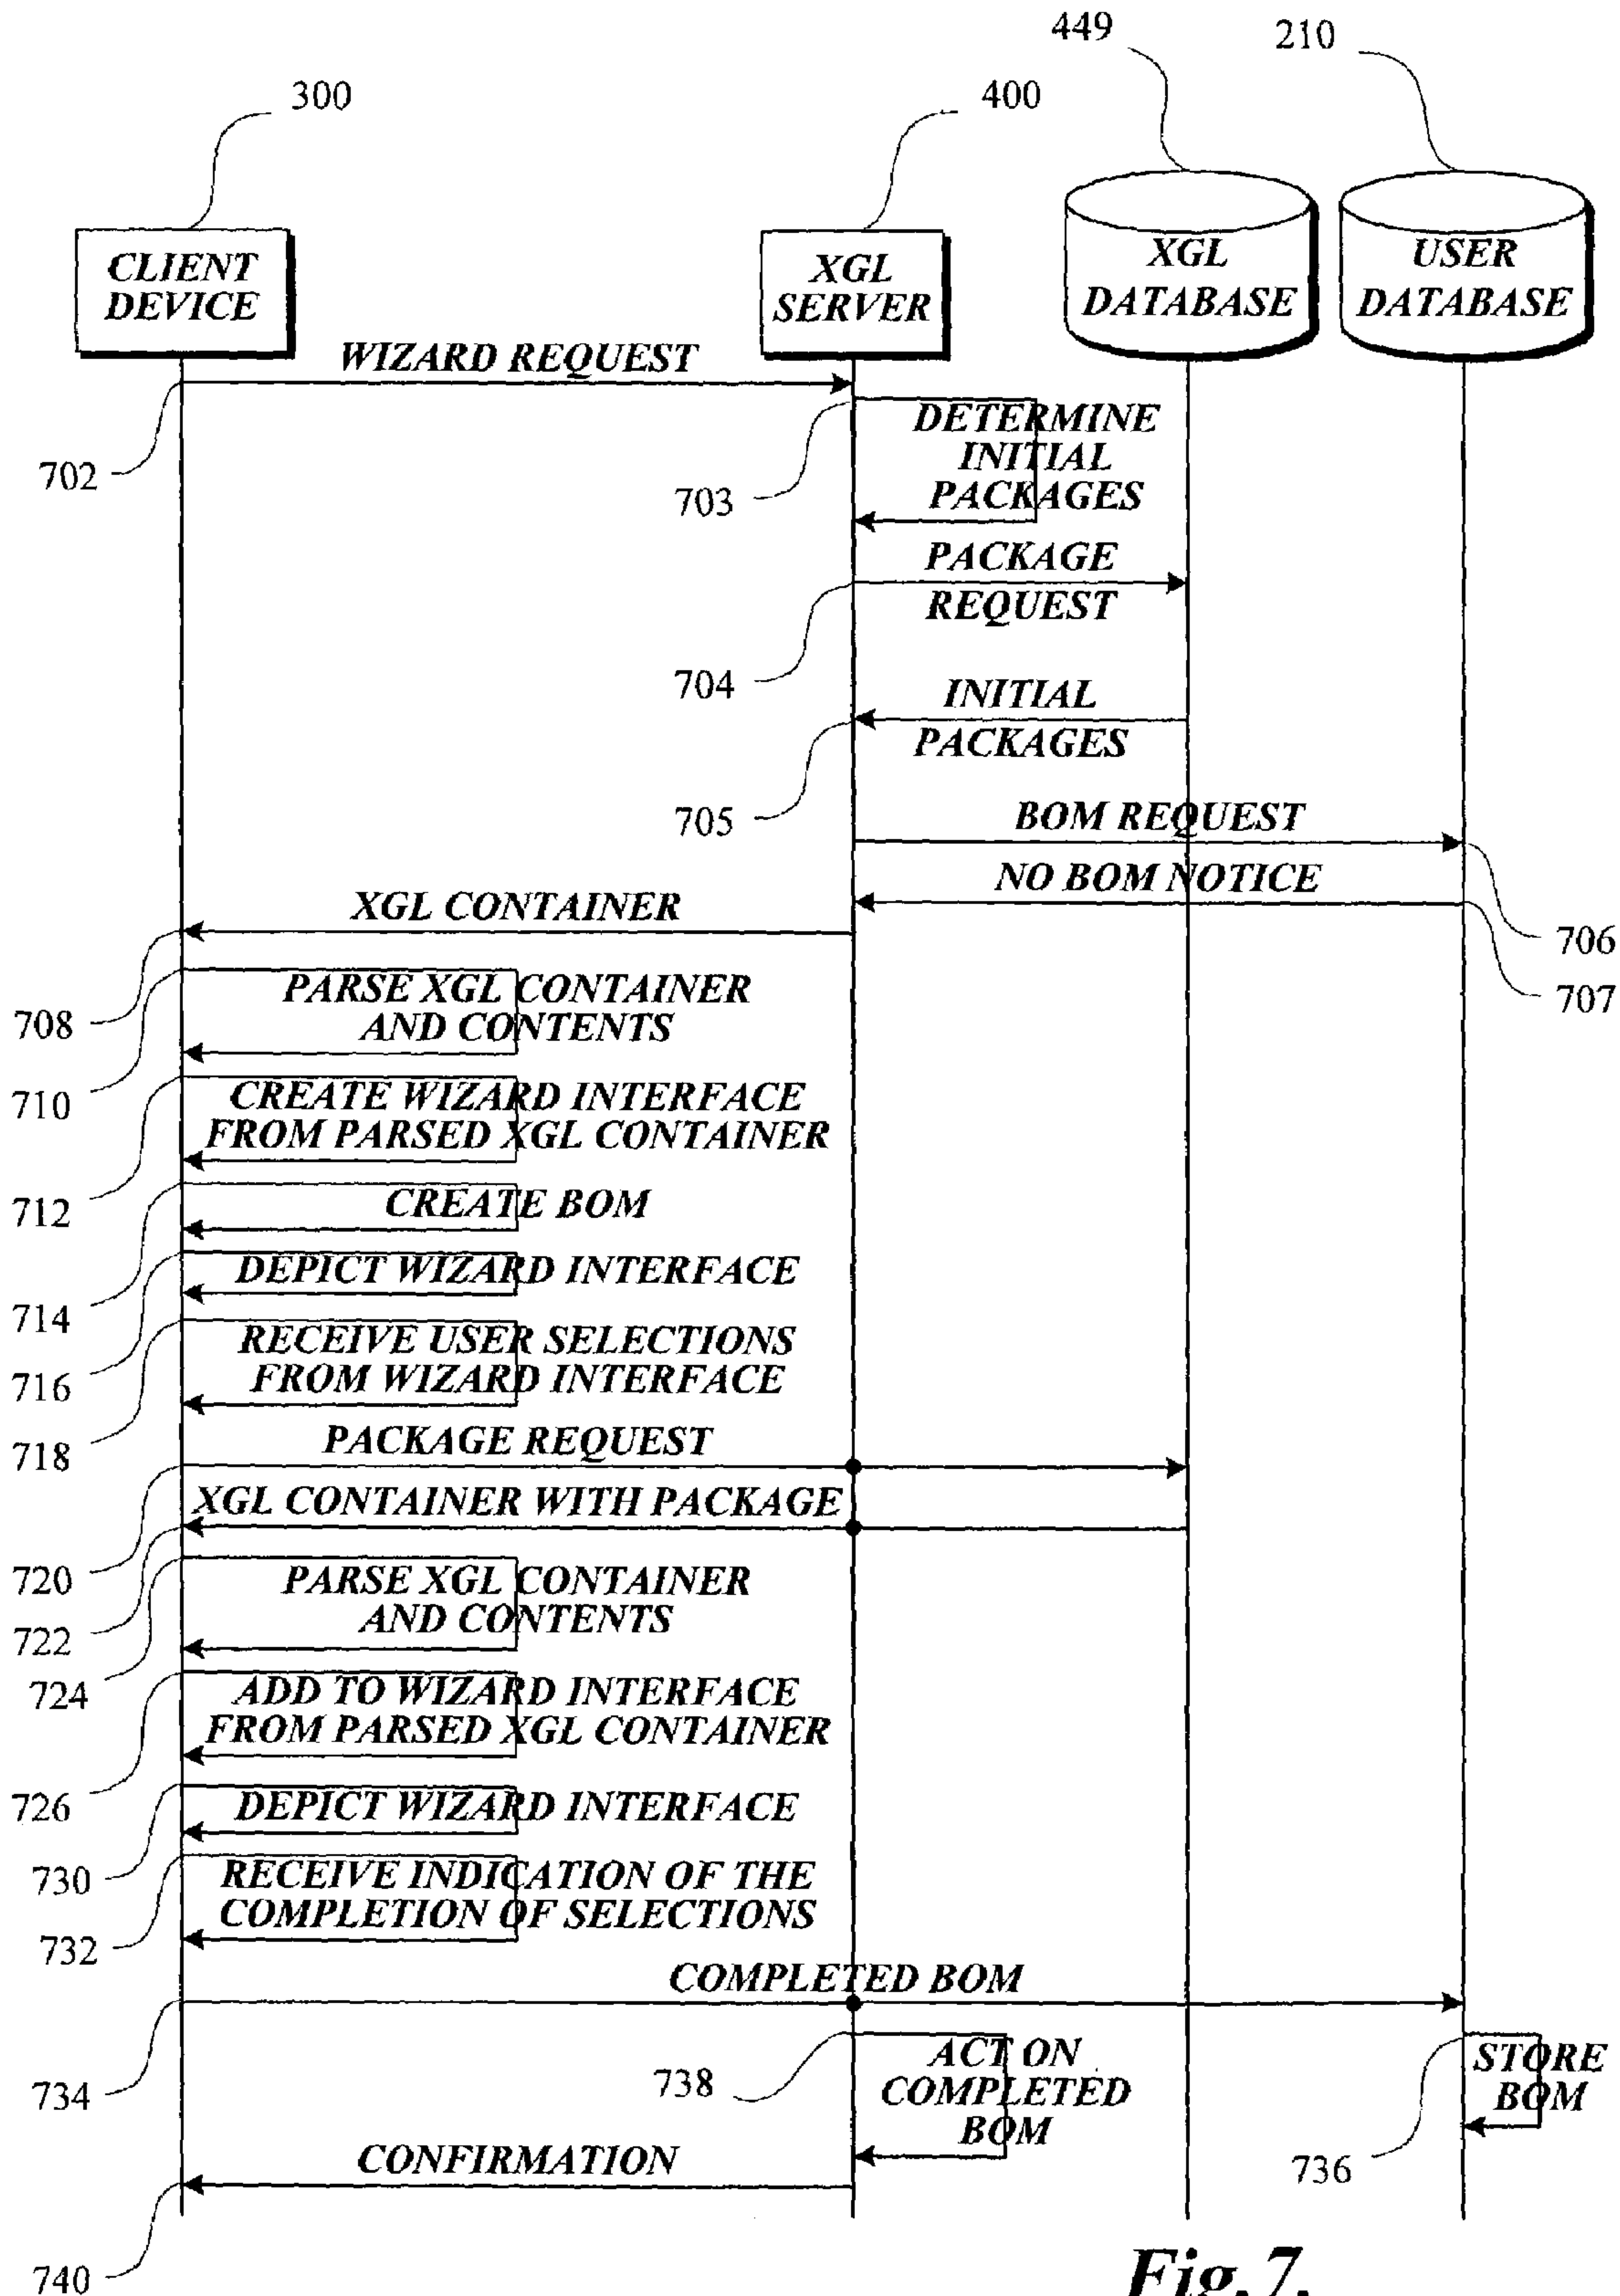 449
210
300
400
CLIENT
DEVICE
XGL
SERVER
XGL
DATABASE
USER
DATABASE
WIZARD REQUEST
702
DETERMINE
INITIAL
PACKAGES
703
PACKAGE
REQUEST
704
INITIAL
PACKAGES
705
BOM REQUEST
NO BOM NOTICE
706
707
XGL CONTAINER
708
PARSE XGL CONTAINER
AND CONTENTS
710
CREATE WIZARD INTERFACE
FROM PARSED XGL CONTAINER
712
CREATE BOM
714
DEPICT WIZARD INTERFACE
716
RECEIVE USER SELECTIONS
FROM WIZARD INTERFACE
718
PACKAGE REQUEST
720
XGL CONTAINER WITH PACKAGE
722
PARSE XGL CONTAINER
AND CONTENTS
724
ADD TO WIZARD INTERFACE
FROM PARSED XGL CONTAINER
726
DEPICT WIZARD INTERFACE
730
RECEIVE INDICATION OF THE
COMPLETION OF SELECTIONS
732
COMPLETED BOM
734
738
ACT ON
COMPLETED
BOM
STORE
BOM
736
CONFIRMATION
740
Fig.7.